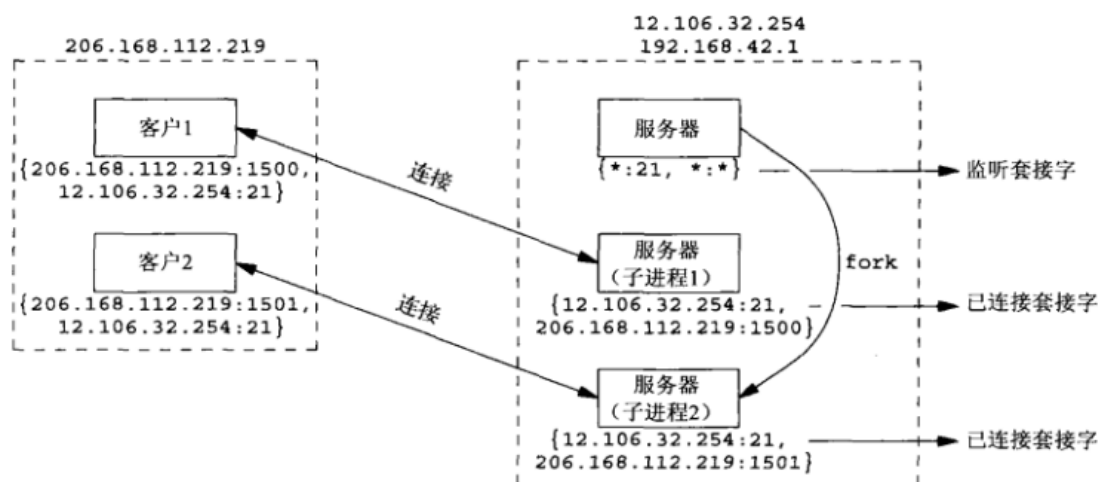 206.168.112.219
12.106.32.254
192.168.42.1
客户1
{206.168.112.219:1500,
12.106.32.254:21}
客户2
{206.168.112.219:1501,
12.106.32.254:21}
连接
连接
服务器
{*:21, *:*}
监听套接字
服务器
（子进程1）
{12.106.32.254:21,
206.168.112.219:1500}
已连接套接字
fork
服务器
（子进程2）
{12.106.32.254:21,
206.168.112.219:1501}
已连接套接字